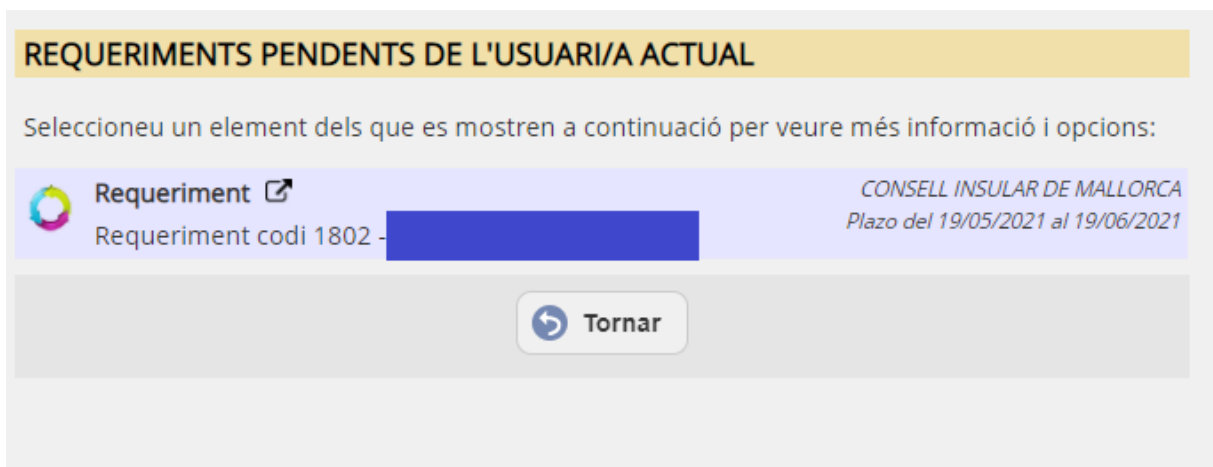 REQUERIMENTS PENDENTS DE L'USUARI/A ACTUAL
Seleccioneu un element dels que es mostren a continuació per veure més informació i opcions:
Requeriment
CONSELL INSULAR DE MALLORCA
Requeriment codi 1802 -
Plazo del 19/05/2021 al 19/06/2021
Tornar